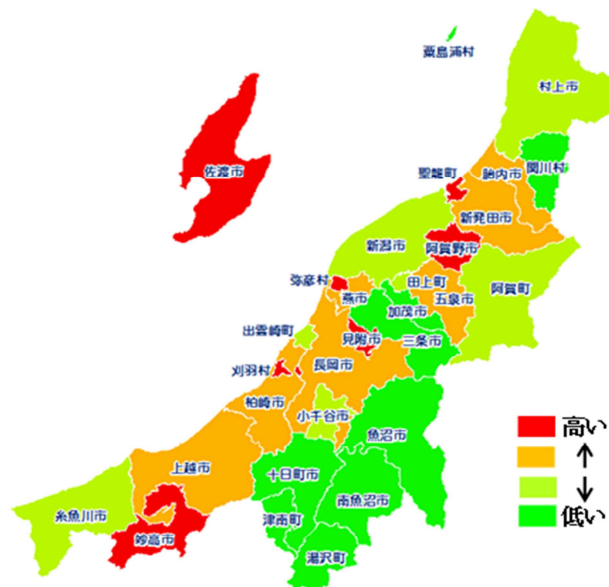 粟島浦村
村上市
佐渡市
関川村
胎内市
聖籠町
新発田市
新潟市
阿賀野市
弥彦村
田上町
阿賀町
燕市
五泉市
加茂市
出雲崎町
見附市
三条市
刈羽村
長岡市
柏崎市
小千谷市
魚沼市
高い
↑
上越市
十日町市
↓
糸魚川市
南魚沼市
津南町
低い
妙高市
湯沢町